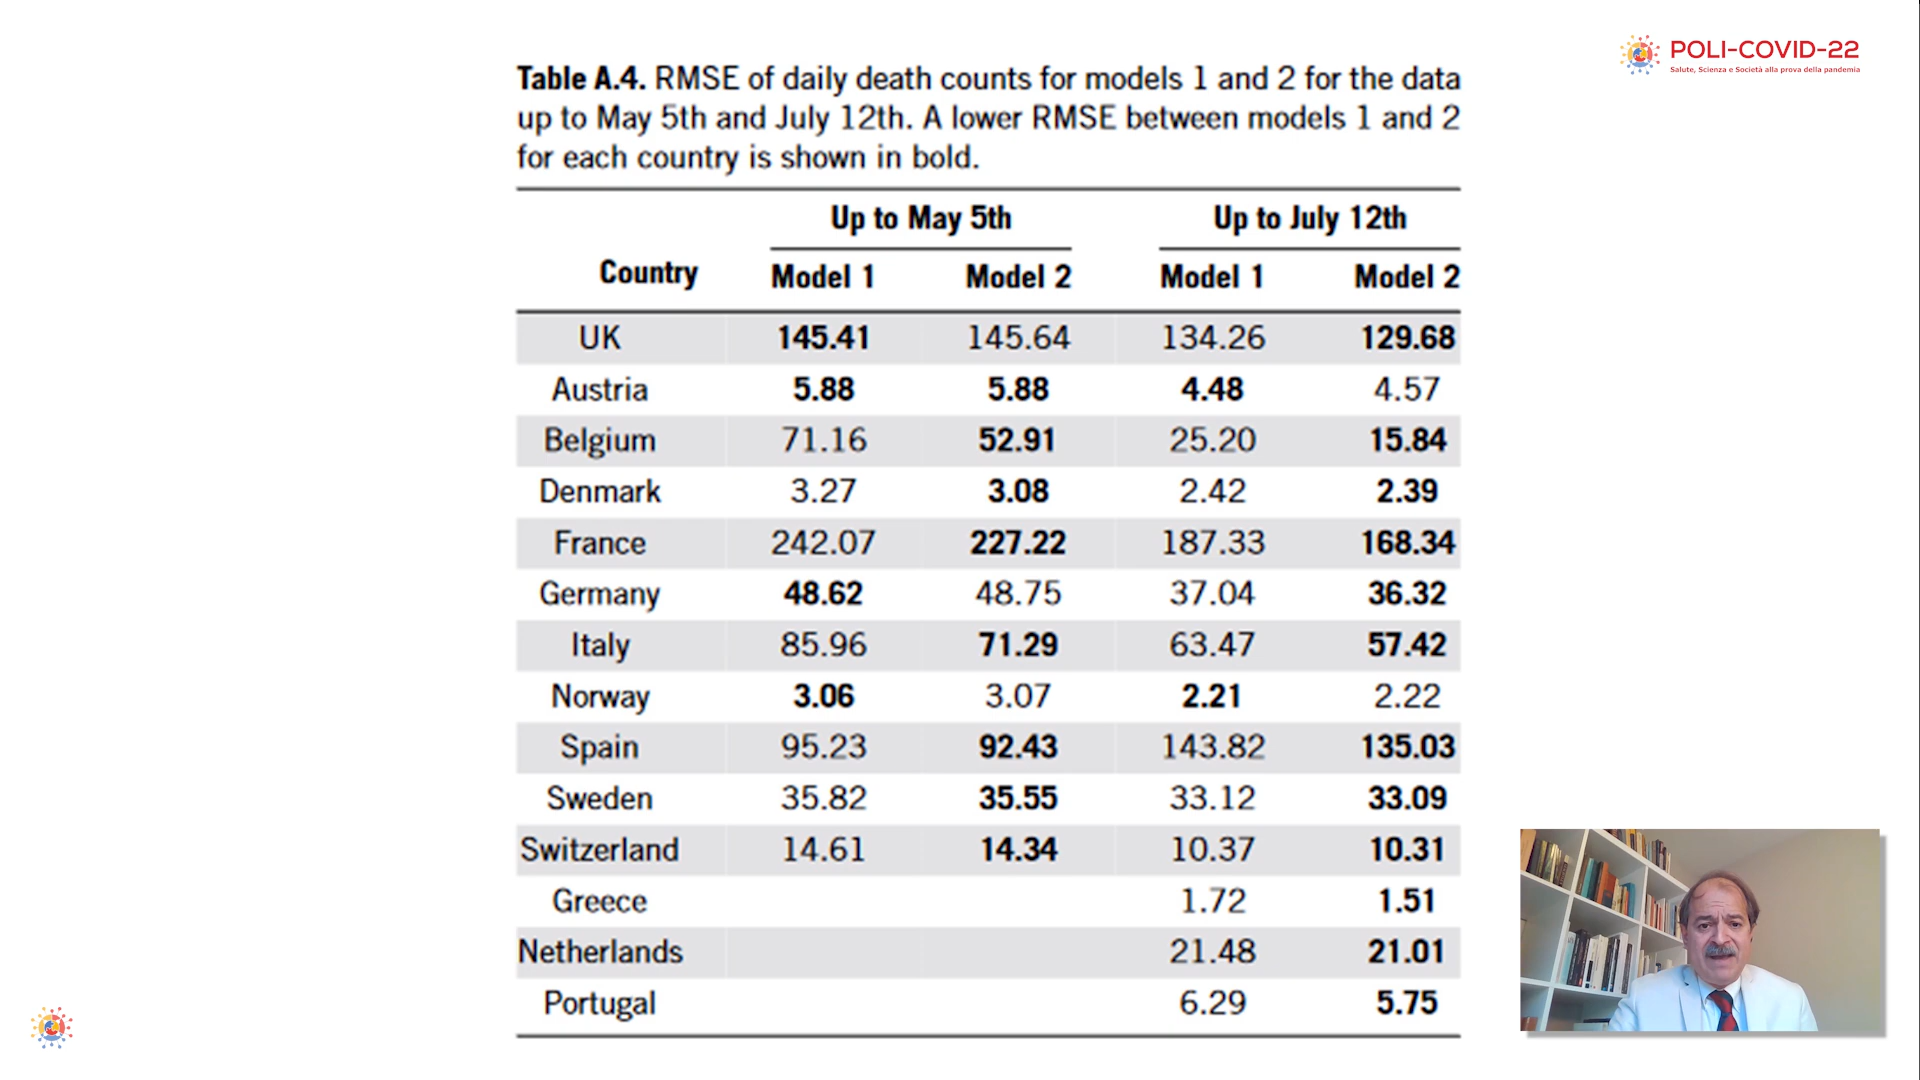 POLI-COVID-22
Salute, Scienza e Società alla prova della pandemia
Table A.4. RMSE of daily death counts for models 1 and 2 for the data
up to May 5th and July 12th. A lower RMSE between models 1 and 2
for each country is shown in bold.
Up to May 5th Up to July 12th
Country Model 1 Model 2 Model 1 Model 2
UK 145.41 145.64 134.26 129.68
Austria 5.88 5.88 4.48 4.57
Belgium 71.16 52.91 25.20 15.84
Denmark 3.27 3.08 2.42 2.39
France 242.07 227.22 187.33 168.34
Germany 48.62 48.75 37.04 36.32
Italy 85.96 71.29 63.47 57.42
Norway 3.06 3.07 2.21 2.22
Spain 95.23 92.43 143.82 135.03
Sweden 35.82 35.55 33.12 33.09
Switzerland 14.61 14.34 10.37 10.31
Greece 1.72 1.51
Netherlands 21.48 21.01
Portugal 6.29 5.75